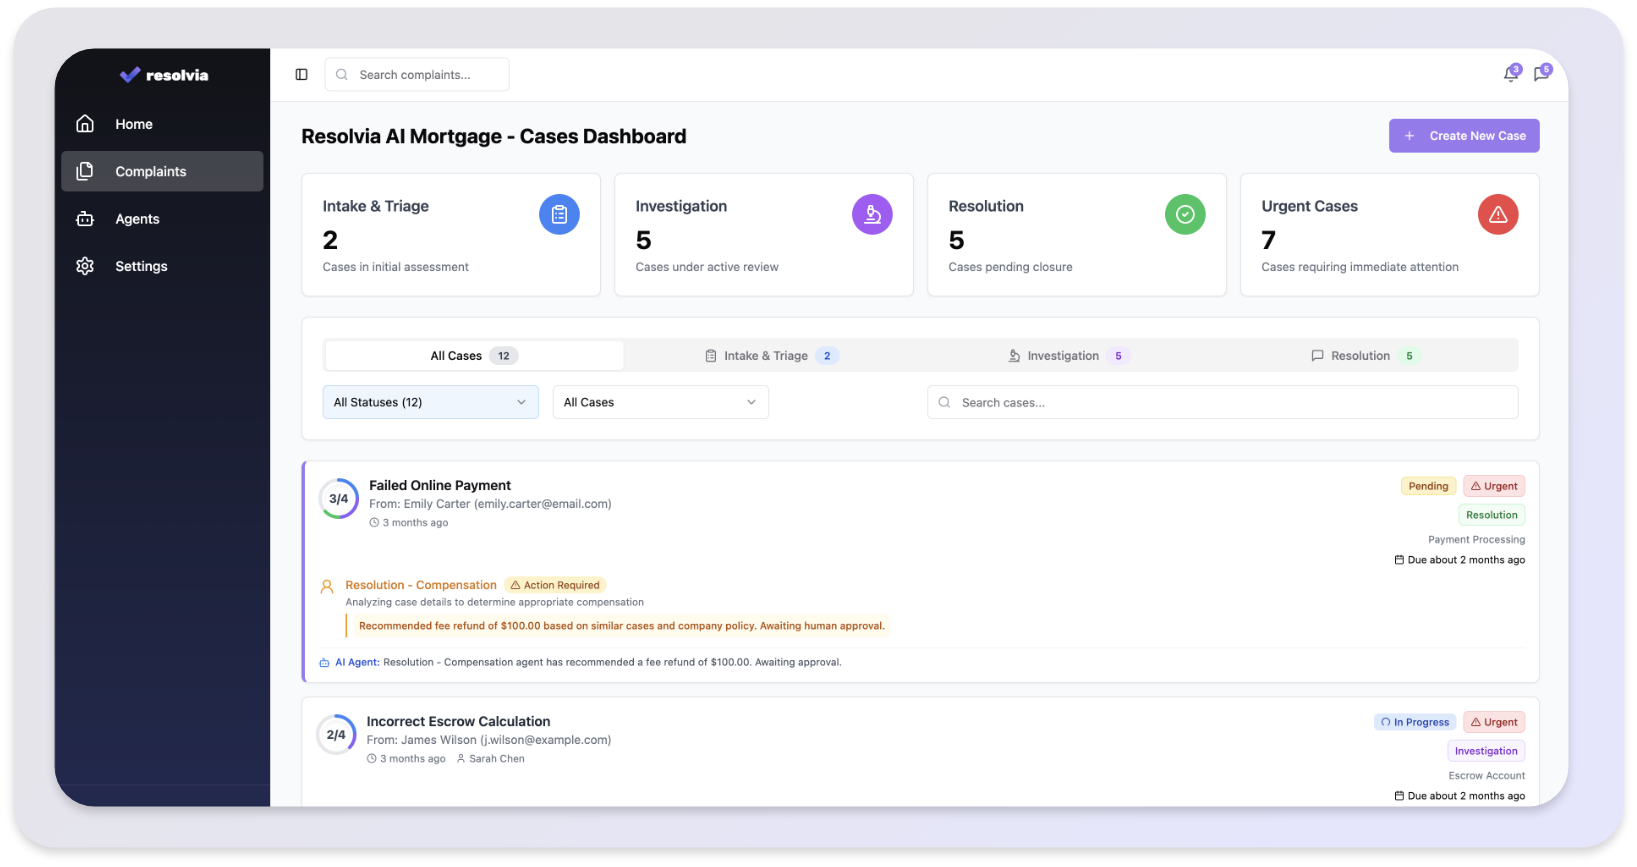 resolvia
Search complaints...
3
5
Home
Complaints
Agents
Settings
Resolvia AI Mortgage - Cases Dashboard
Create New Case
Intake & Triage
2
Cases in initial assessment
Investigation
5
Cases under active review
Resolution
5
Cases pending closure
Urgent Cases
7
Cases requiring immediate attention
All Cases 12
Intake & Triage 2
Investigation 5
Resolution 5
All Statuses (12)
All Cases
Search cases...
3/4
Failed Online Payment
From: Emily Carter (emily.carter@email.com)
3 months ago
Pending
Urgent
Resolution
Payment Processing
Due about 2 months ago
Resolution - Compensation Action Required
Analyzing case details to determine appropriate compensation
Recommended fee refund of $100.00 based on similar cases and company policy. Awaiting human approval.
AI Agent: Resolution - Compensation agent has recommended a fee refund of $100.00. Awaiting approval.
2/4
Incorrect Escrow Calculation
From: James Wilson (j.wilson@example.com)
3 months ago Sarah Chen
In Progress
Urgent
Investigation
Escrow Account
Due about 2 months ago